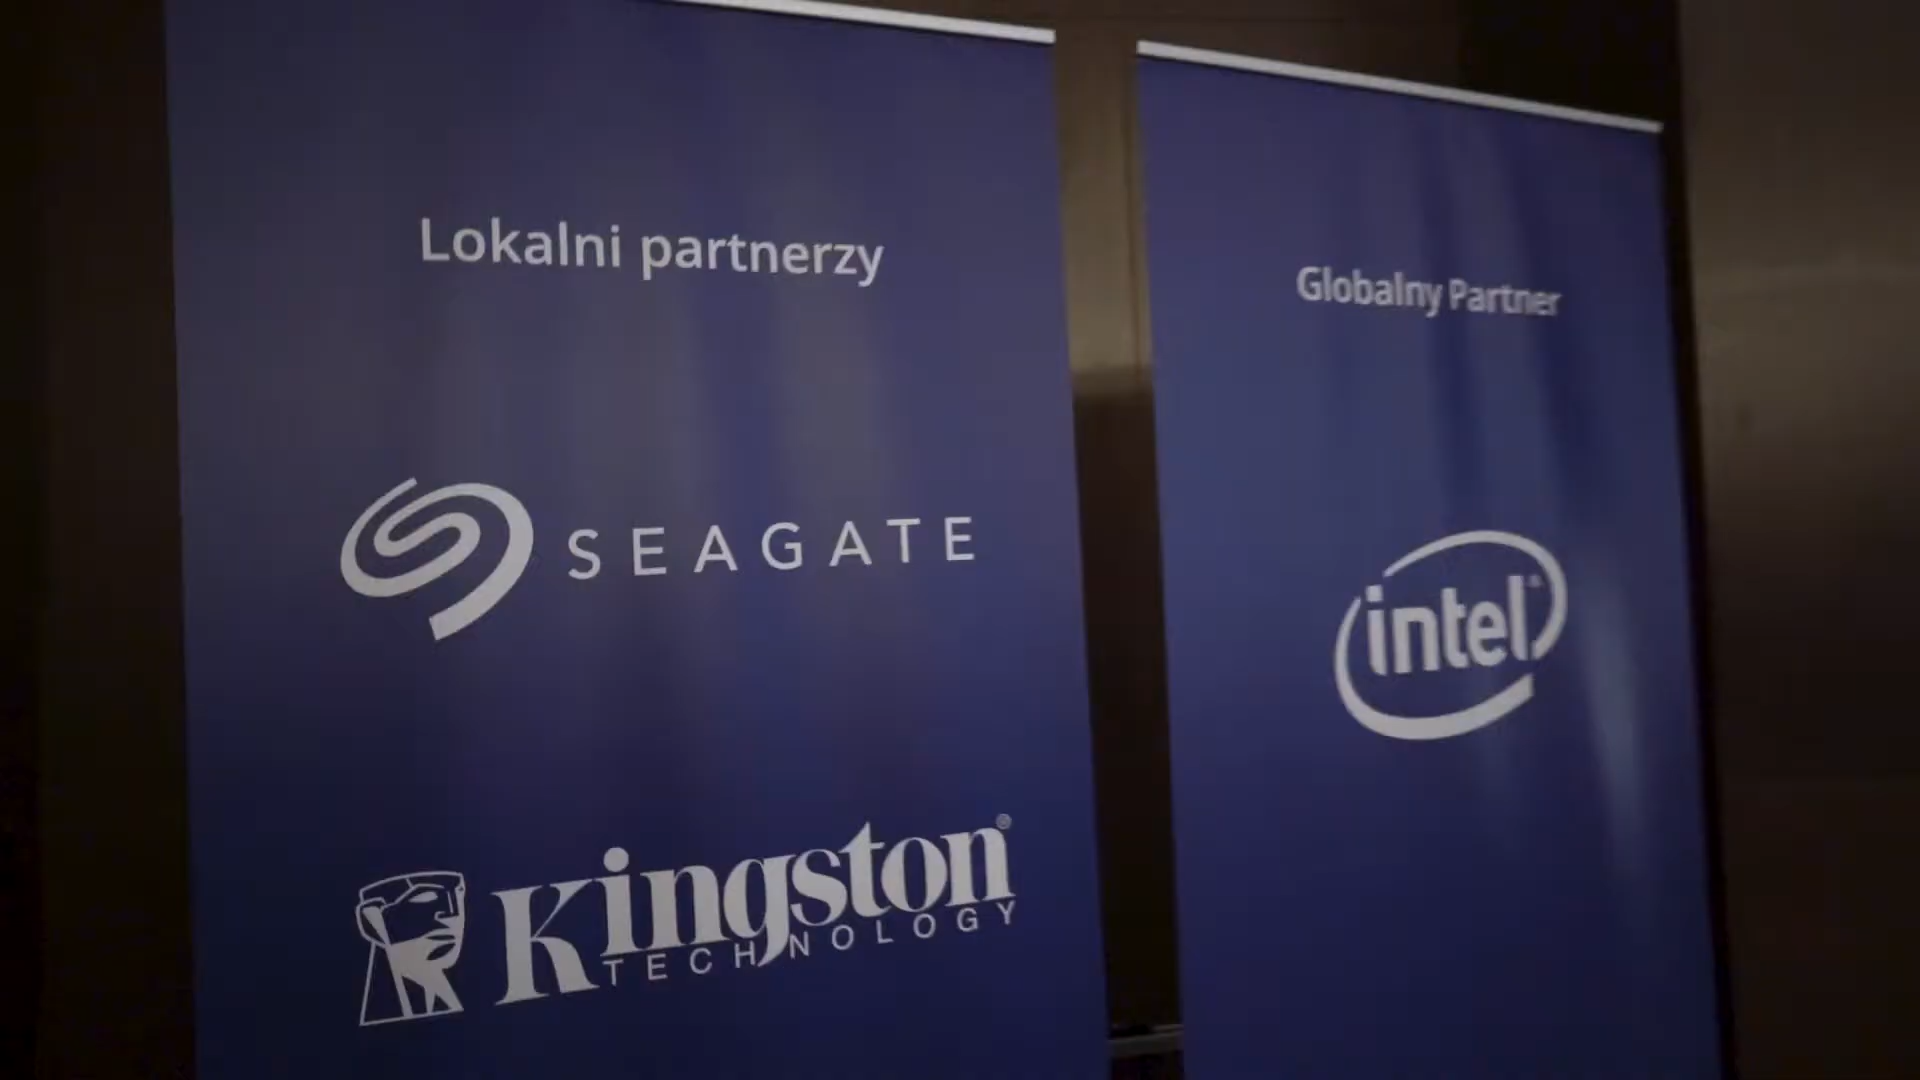 Lokalni partnerzy
SEAGATE
Kingston®
TECHNOLOGY
Globalny Partner
intel®